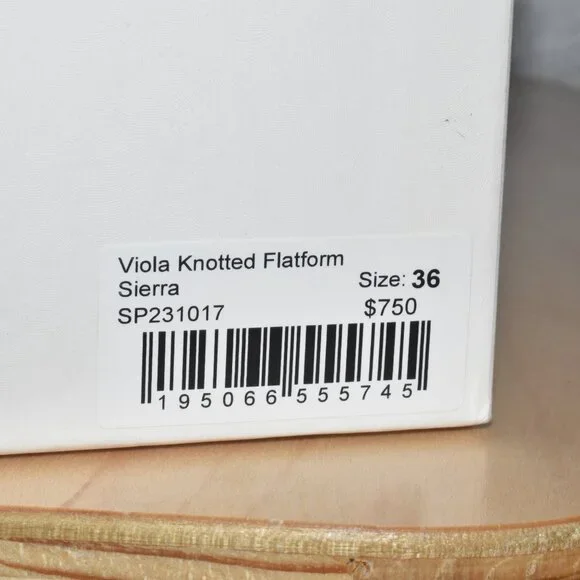 Viola Knotted Flatform
Sierra
Size: 36
SP231017
$750
195066555745